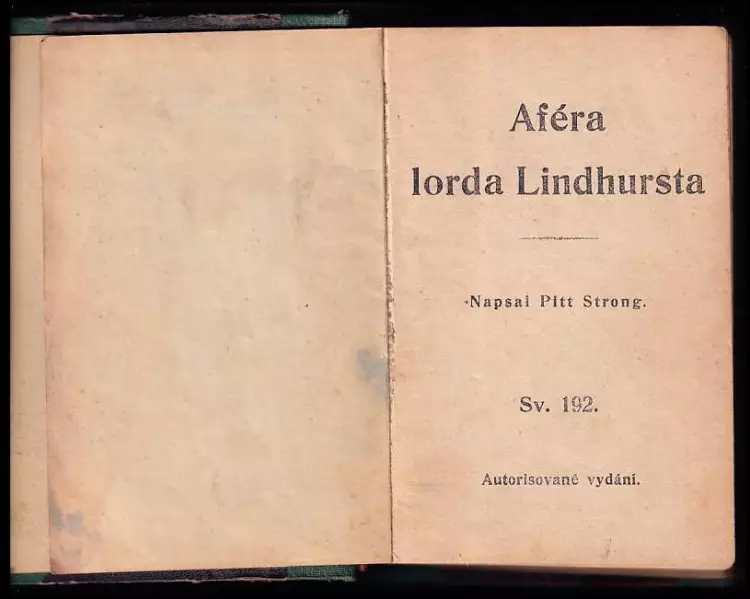 Aféra
lorda Lindhursta
Napsal Pitt Strong.
Sv. 192.
Autorisované vydání.